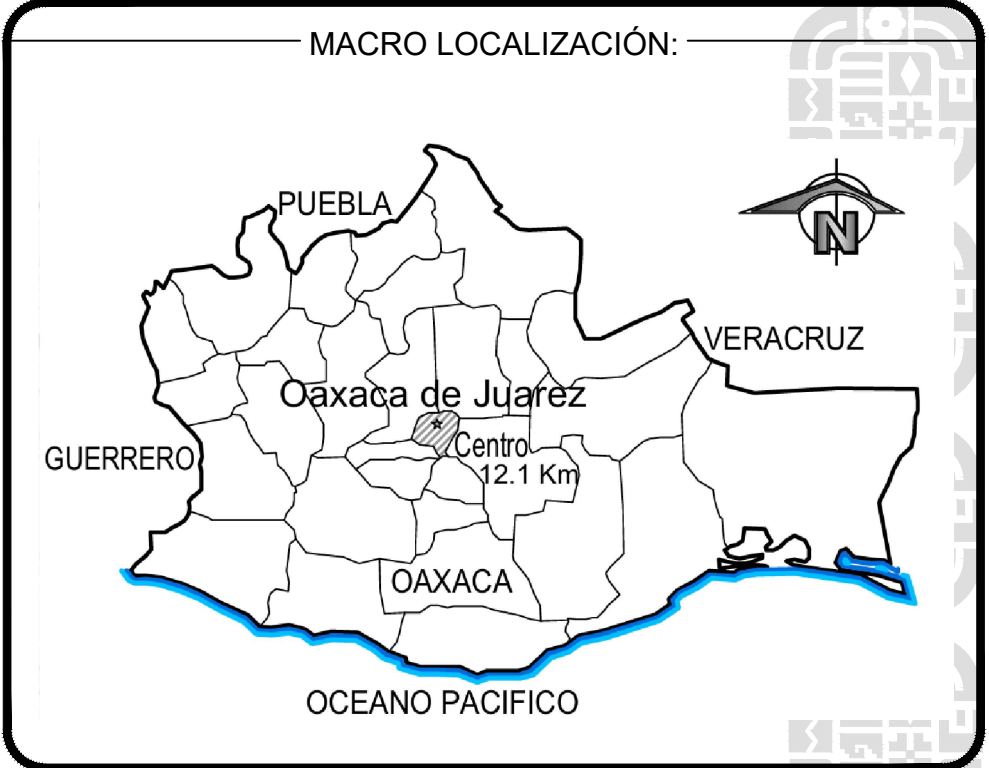 MACRO LOCALIZACIÓN:
PUEBLA
N
VERACRUZ
Oaxaca de Juarez
Centro
GUERRERO
12.1 Km
OAXACA
OCEANO PACIFICO